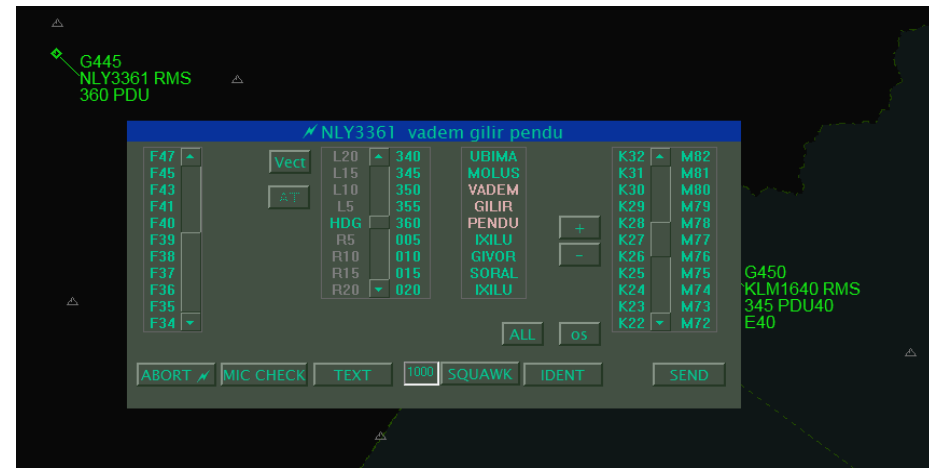 G445
NLY3361 RMS
360 PDU
NLY3361 vadem gilir pendu
F47
F45
F43
F41
F40
F39
F38
F37
F36
F35
F34
Vect
AT
L20 340
L15 345
L10 350
L5 355
HDG 360
R5 005
R10 010
R15 015
R20 020
UBIMA
MOLUS
VADEM
GILIR
PENDU
IXILU
GIVOR
SORAL
IXILU
+
-
K32 M82
K31 M81
K30 M80
K29 M79
K28 M78
K27 M77
K26 M76
K25 M75
K24 M74
K23 M73
K22 M72
ALL os
ABORT MIC CHECK TEXT 1000 SQUAWK IDENT SEND
G450
KLM1640 RMS
345 PDU40
E40